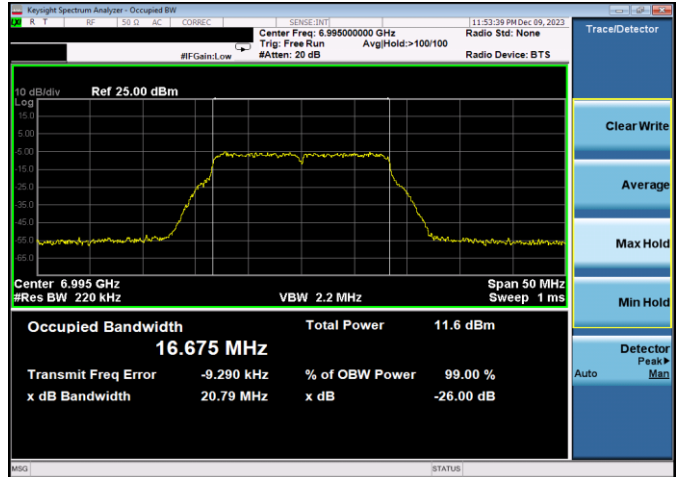 Keysight Spectrum Analyzer - Occupied BW
R T RF 50 Ω AC CORREC SENSE:INT 11:53:39 PM Dec 09, 2023
Center Freq: 6.995000000 GHz Radio Std: None
Trig: Free Run Avg|Hold:>100/100
#IFGain:Low #Atten: 20 dB Radio Device: BTS
Trace/Detector
10 dB/div Ref 25.00 dBm
Log
15.0
5.00
-5.00
-15.0
-25.0
-35.0
-45.0
-55.0
-65.0
Center 6.995 GHz Span 50 MHz
#Res BW 220 kHz VBW 2.2 MHz Sweep 1 ms
Occupied Bandwidth Total Power 11.6 dBm
16.675 MHz
Transmit Freq Error -9.290 kHz % of OBW Power 99.00 %
x dB Bandwidth 20.79 MHz x dB -26.00 dB
Clear Write
Average
Max Hold
Min Hold
Detector
Peak▶
Auto Man
MSG STATUS